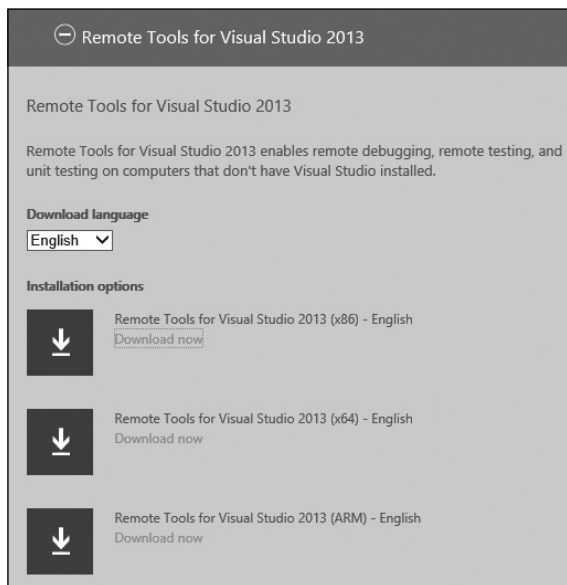 Remote Tools for Visual Studio 2013
Remote Tools for Visual Studio 2013
Remote Tools for Visual Studio 2013 enables remote debugging, remote testing, and
unit testing on computers that don't have Visual Studio installed.
Download language
English
Installation options
Remote Tools for Visual Studio 2013 (x86) - English
Download now
Remote Tools for Visual Studio 2013 (x64) - English
Download now
Remote Tools for Visual Studio 2013 (ARM) - English
Download now